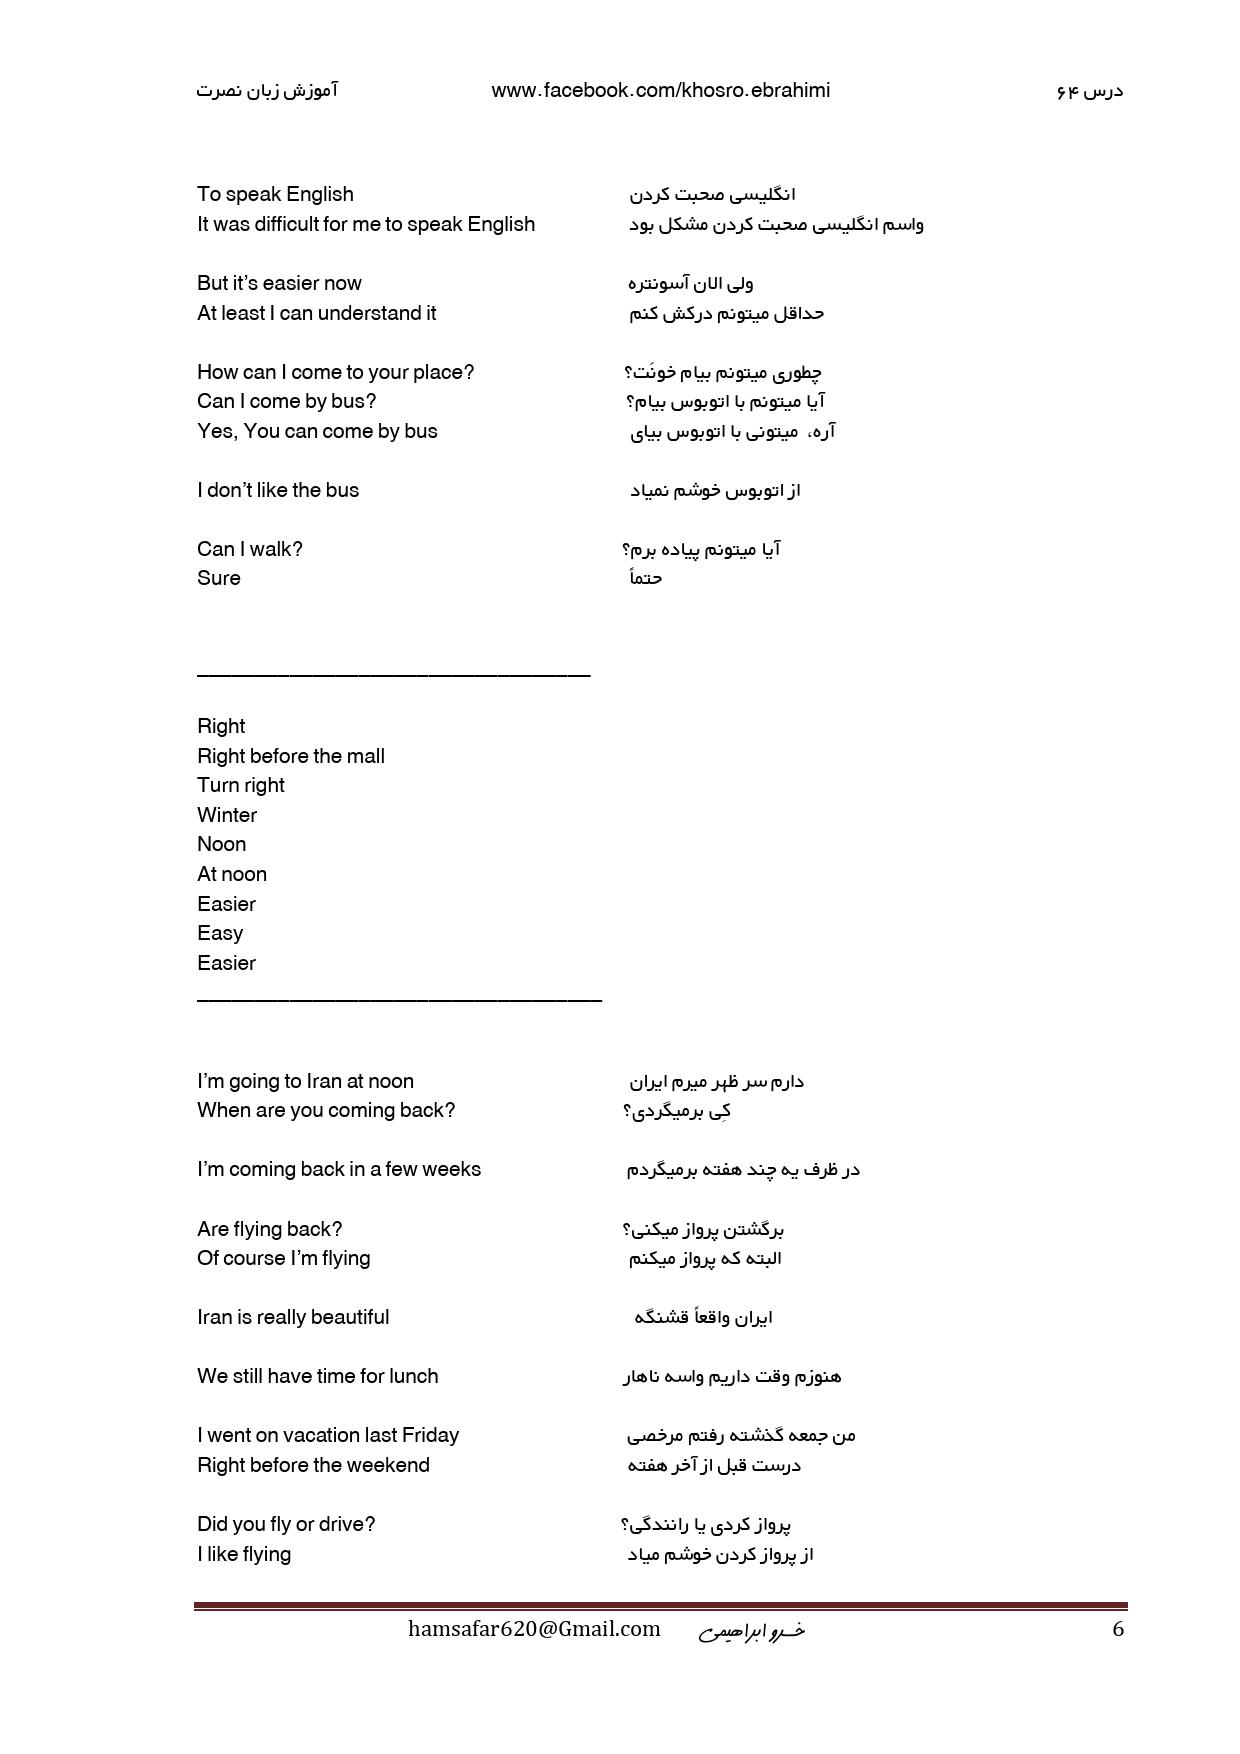 آموزش زبان نصرت www.facebook.com/khosro.ebrahimi درس ۶۴
To speak English انگلیسی صحبت کردن
It was difficult for me to speak English واسم انگلیسی صحبت کردن مشکل بود
But it’s easier now ولی الان آسونتره
At least I can understand it حداقل میتونم درکش کنم
How can I come to your place? چطوری میتونم بیام خونَت؟
Can I come by bus? آیا میتونم با اتوبوس بیام؟
Yes, You can come by bus آره، میتونی با اتوبوس بیای
I don’t like the bus از اتوبوس خوشم نمیاد
Can I walk? آیا میتونم پیاده برم؟
Sure حتماً
Right
Right before the mall
Turn right
Winter
Noon
At noon
Easier
Easy
Easier
I’m going to Iran at noon دارم سر ظهر میرم ایران
When are you coming back? کِی برمیگردی؟
I’m coming back in a few weeks در ظرف یه چند هفته برمیگردم
Are flying back? برگشتن پرواز میکنی؟
Of course I’m flying البته که پرواز میکنم
Iran is really beautiful ایران واقعاً قشنگه
We still have time for lunch هنوزم وقت داریم واسه ناهار
I went on vacation last Friday من جمعه گذشته رفتم مرخصی
Right before the weekend درست قبل از آخر هفته
Did you fly or drive? پرواز کردی یا رانندگی؟
I like flying از پرواز کردن خوشم میاد
hamsafar620@Gmail.com خسرو ابراهیمی 6